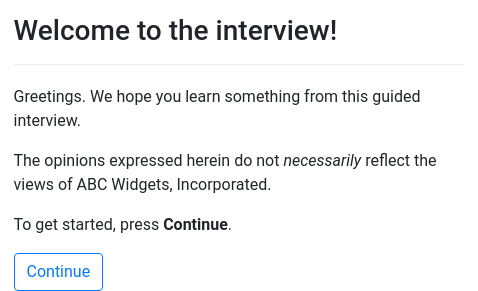 Welcome to the interview!
Greetings. We hope you learn something from this guided
interview.
The opinions expressed herein do not necessarily reflect the
views of ABC Widgets, Incorporated.
To get started, press Continue.
Continue